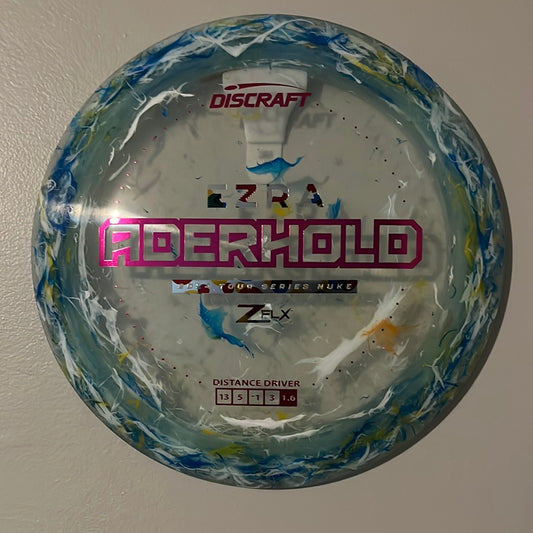 DISCRAFT
EZRA
ADERHOLD
TOUR SERIES NUKE
Z FLX
DISTANCE DRIVER
13 5 -1 3 1.6